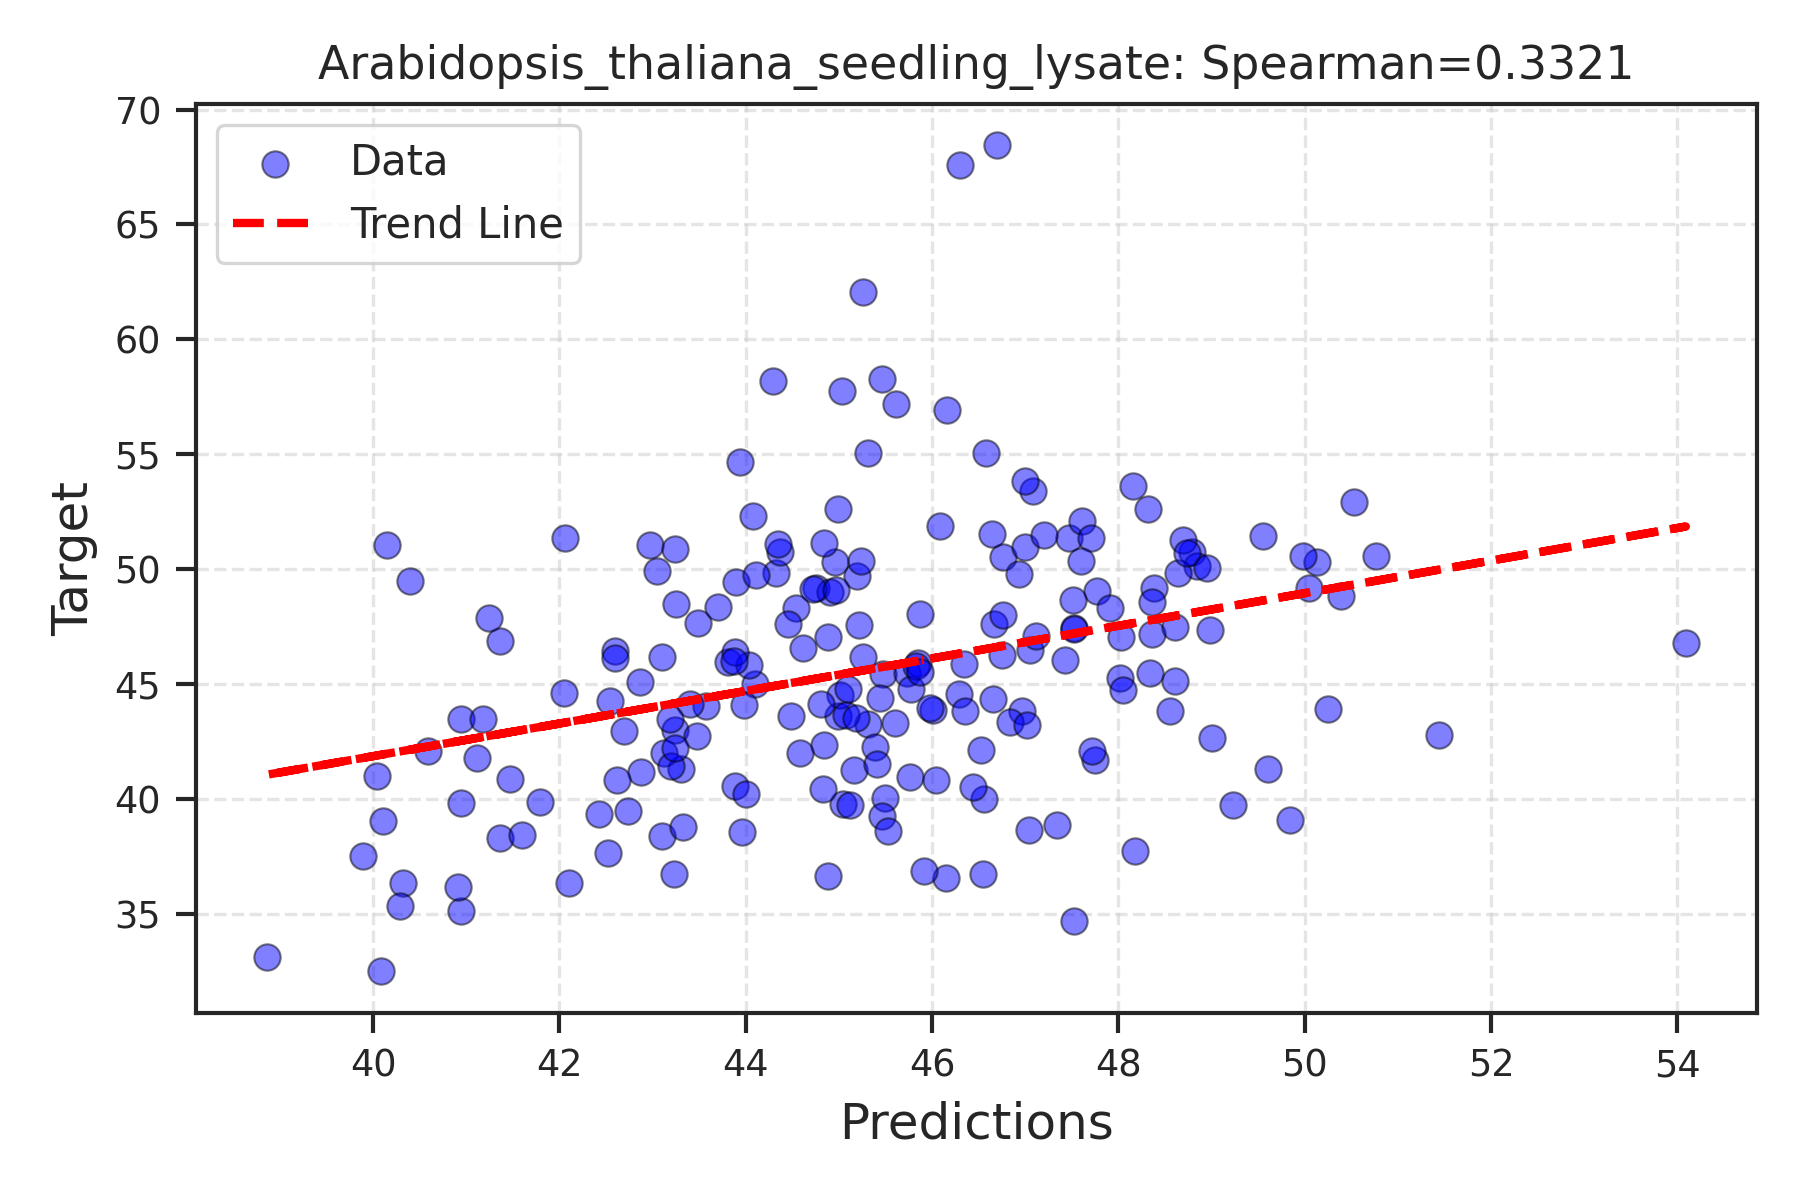 Arabidopsis_thaliana_seedling_lysate: Spearman=0.3321
Data
Trend Line
70
65
60
55
50
45
40
35
Target
40 42 44 46 48 50 52 54
Predictions